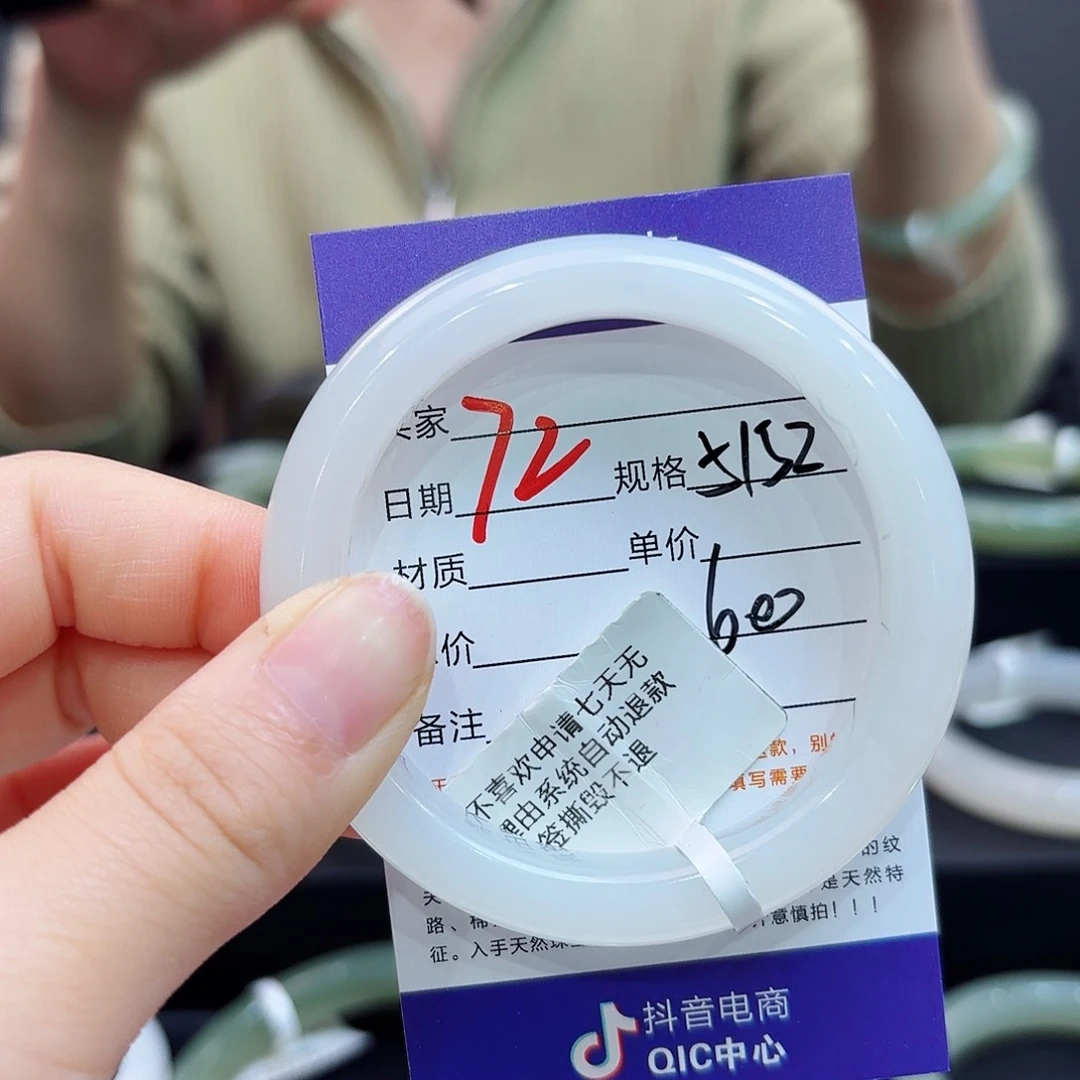 家 72
日期 规格 5152
材质 单价
价 600
备注
不喜欢申请七天无
理由系统自动退款
签撕毁不退
款，别
填写需要
的纹
路、棉 是天然特
征。入手天然珠 介意慎拍！！！
抖音电商
QIC中心